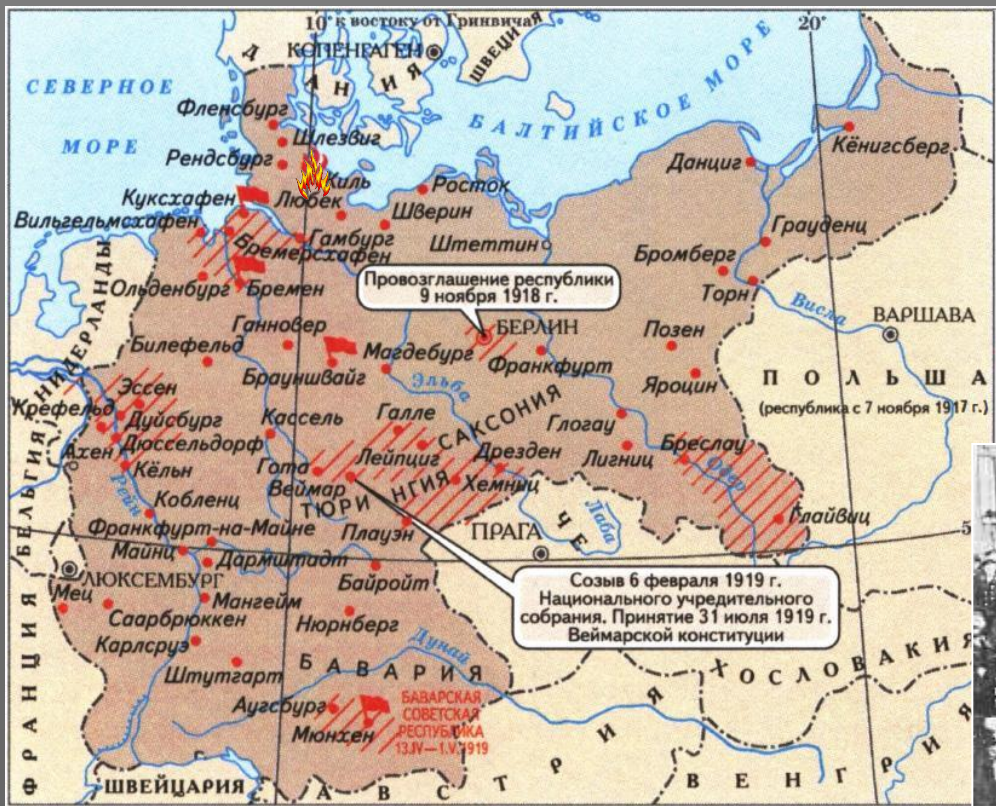 10° к востоку от Гринвича
20°
КОПЕНГАГЕН
ДАНИЯ
ШВЕЦИЯ
СЕВЕРНОЕ
МОРЕ
БАЛТИЙСКОЕ МОРЕ
Фленсбург
Шлезвиг
Рендсбург
Киль
Данциг
Кёнигсберг
Куксхафен
Любек
Росток
Вильгельмсхафен
Шверин
Гамбург
Бремерсхафен
Штеттин
Грауденц
Бромберг
Ольденбург
Бремен
Торн
Висла
НИДЕРЛАНДЫ
Провозглашение республики
9 ноября 1918 г.
Ганновер
БЕРЛИН
ВАРШАВА
Позен
Билефельд
Магдебург
Франкфурт
Брауншвайг
Эльба
Яроцин
ПОЛЬША
(республика с 7 ноября 1917 г.)
Эссен
Крефельд
Дуйсбург
Кассель
Галле
САКСОНИЯ
Глогау
Дюссельдорф
Бреслау
Ахен
Лейпциг
Дрезден
Лигниц
Одер
Кёльн
Гота
Веймар
ТЮРИНГИЯ
Хемниц
Рейн
Кобленц
Плауэн
Лаба
Глайвиц
Франкфурт-на-Майне
ПРАГА
5
Майнц
Дармштадт
БЕЛЬГИЯ
ЛЮКСЕМБУРГ
Байройт
Созыв 6 февраля 1919 г.
Национального учредительного
собрания. Принятие 31 июля 1919 г.
Веймарской конституции
Мец
Мангейм
Саарбрюккен
Нюрнберг
Карлсруэ
Дунай
ЧЕХОСЛОВАКИЯ
Штутгарт
БАВАРИЯ
Аугсбург
БАВАРСКАЯ
СОВЕТСКАЯ
РЕСПУБЛИКА
13.IV—1.V.1919
Мюнхен
ФРАНЦИЯ
ШВЕЙЦАРИЯ
АВСТРИЯ
ВЕНГРИЯ